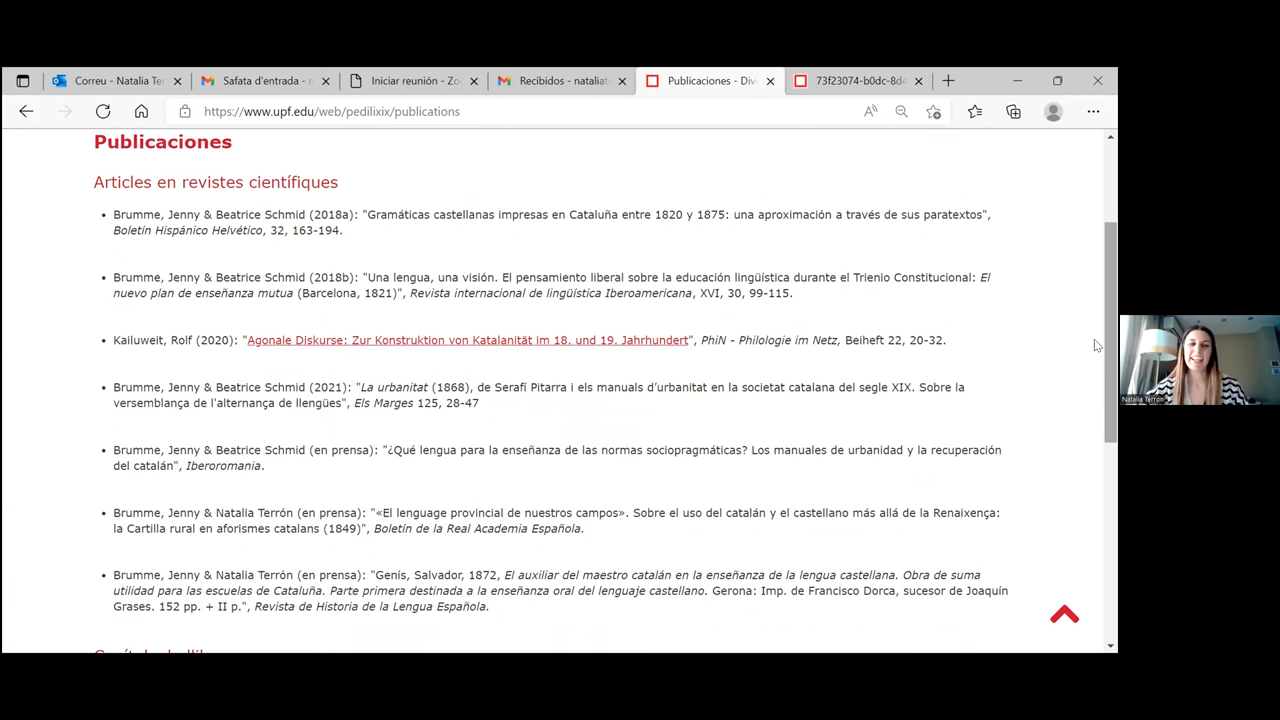 Correu - Natalia Ter
Safata d'entrada - 
Iniciar reunión - Zo
Recibidos - nataliat
Publicaciones - Div
73f23074-b0dc-8d4
https://www.upf.edu/web/pedilixix/publications
Publicaciones
Articles en revistes científiques
• Brumme, Jenny & Beatrice Schmid (2018a): "Gramáticas castellanas impresas en Cataluña entre 1820 y 1875: una aproximación a través de sus paratextos",
Boletín Hispánico Helvético, 32, 163-194.
• Brumme, Jenny & Beatrice Schmid (2018b): "Una lengua, una visión. El pensamiento liberal sobre la educación lingüística durante el Trienio Constitucional: El
nuevo plan de enseñanza mutua (Barcelona, 1821)", Revista internacional de lingüística Iberoamericana, XVI, 30, 99-115.
• Kailuweit, Rolf (2020): "Agonale Diskurse: Zur Konstruktion von Katalanität im 18. und 19. Jahrhundert", PhiN - Philologie im Netz, Beiheft 22, 20-32.
• Brumme, Jenny & Beatrice Schmid (2021): "La urbanitat (1868), de Serafí Pitarra i els manuals d’urbanitat en la societat catalana del segle XIX. Sobre la
versemblança de l'alternança de llengües", Els Marges 125, 28-47
• Brumme, Jenny & Beatrice Schmid (en prensa): "¿Qué lengua para la enseñanza de las normas sociopragmáticas? Los manuales de urbanidad y la recuperación
del catalán", Iberoromania.
• Brumme, Jenny & Natalia Terrón (en prensa): "«El lenguage provincial de nuestros campos». Sobre el uso del catalán y el castellano más allá de la Renaixença:
la Cartilla rural en aforismes catalans (1849)", Boletín de la Real Academia Española.
• Brumme, Jenny & Natalia Terrón (en prensa): "Genís, Salvador, 1872, El auxiliar del maestro catalán en la enseñanza de la lengua castellana. Obra de suma
utilidad para las escuelas de Cataluña. Parte primera destinada a la enseñanza oral del lenguaje castellano. Gerona: Imp. de Francisco Dorca, sucesor de Joaquín
Grases. 152 pp. + II p.", Revista de Historia de la Lengua Española.
Natalia Terrón